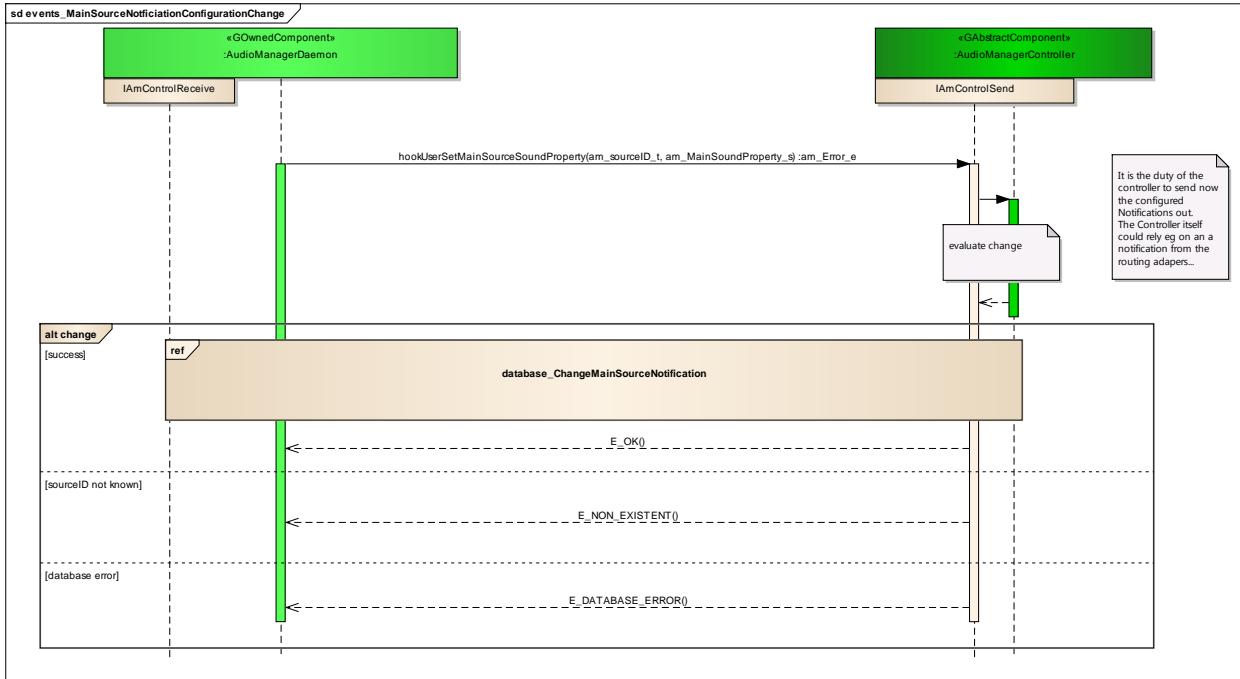 sd events_MainSourceNotficiationConfigurationChange
«GOwnedComponent»
:AudioManagerDaemon
«GAbstractComponent»
:AudioManagerController
IAmControlReceive
IAmControlSend
hookUserSetMainSourceSoundProperty(am_sourceID_t, am_MainSoundProperty_s) :am_Error_e
It is the duty of the
controller to send now
the configured
Notifications out.
The Controller itself
could rely eg on an a
notification from the
routing adapers...
evaluate change
alt change
[success]
ref
database_ChangeMainSourceNotification
E_OK()
[sourceID not known]
E_NON_EXISTENT()
[database error]
E_DATABASE_ERROR()